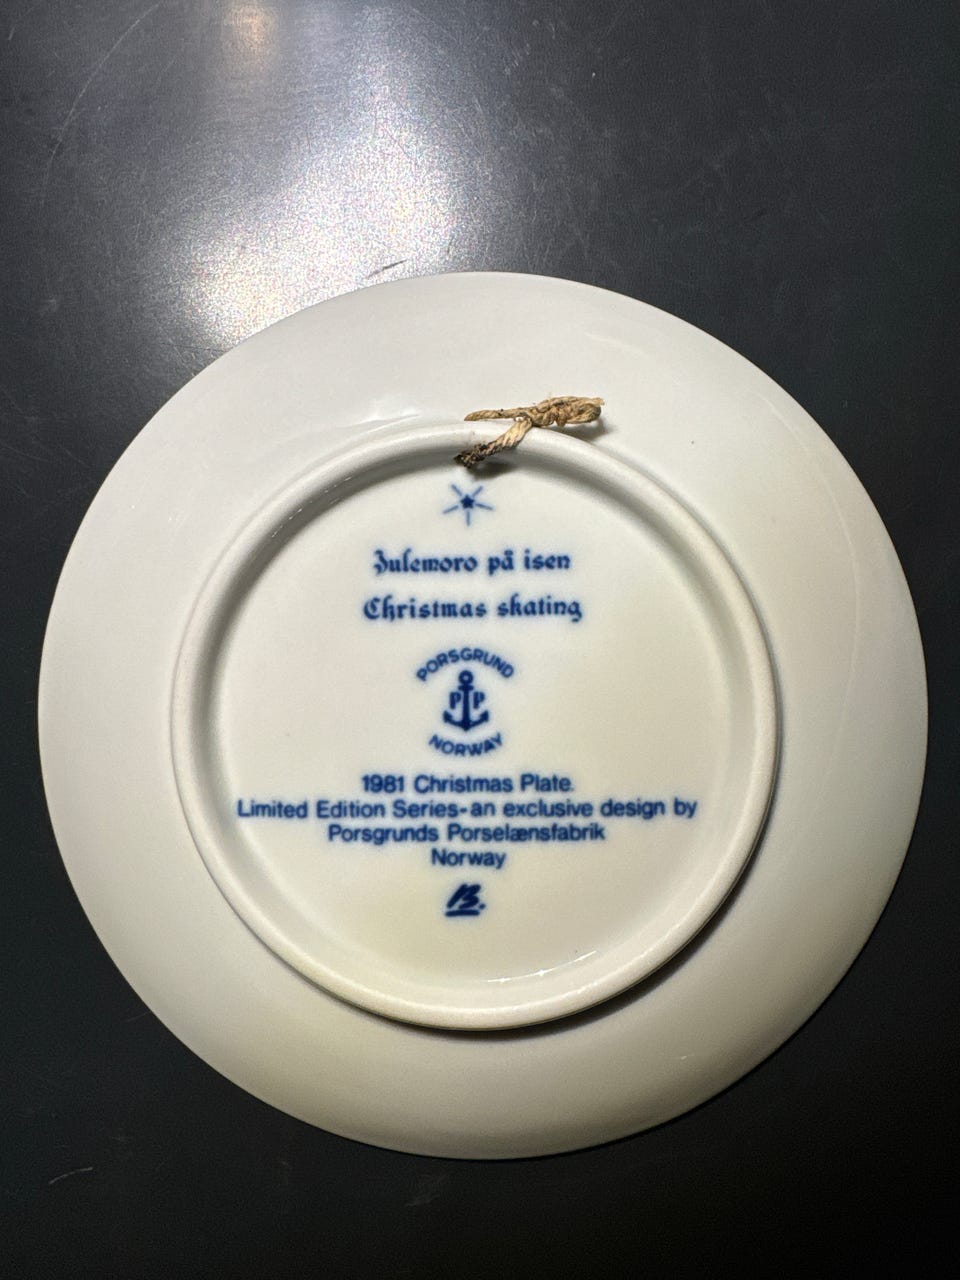 Julemoro på isen
Christmas skating
PORSGRUND
P P
NORWAY
1981 Christmas Plate.
Limited Edition Series-an exclusive design by
Porsgrunds Porselænsfabrik
Norway
B.